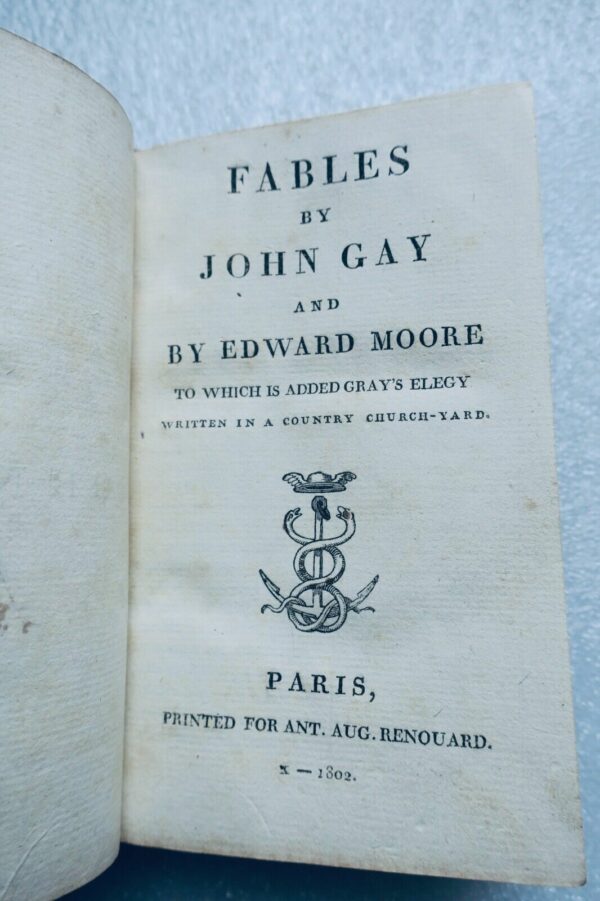 FABLES
BY
JOHN GAY
AND
BY EDWARD MOORE
TO WHICH IS ADDED GRAY'S ELEGY
WRITTEN IN A COUNTRY CHURCH-YARD.
PARIS,
PRINTED FOR ANT. AUG. RENOUARD.
X — 1802.